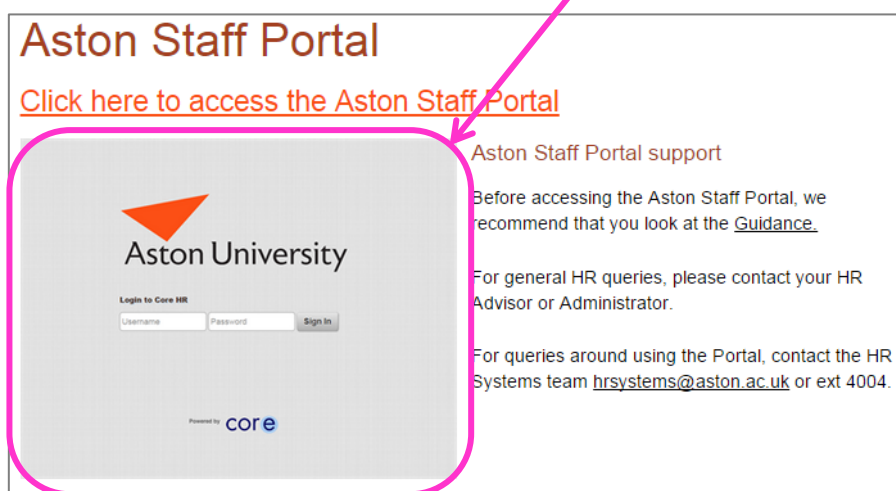 Aston Staff Portal
Click here to access the Aston Staff Portal
Aston University
Login to Core HR
Username
Password
Sign In
Powered by core
Aston Staff Portal support
Before accessing the Aston Staff Portal, we
recommend that you look at the Guidance.
For general HR queries, please contact your HR
Advisor or Administrator.
For queries around using the Portal, contact the HR
Systems team hrsystems@aston.ac.uk or ext 4004.